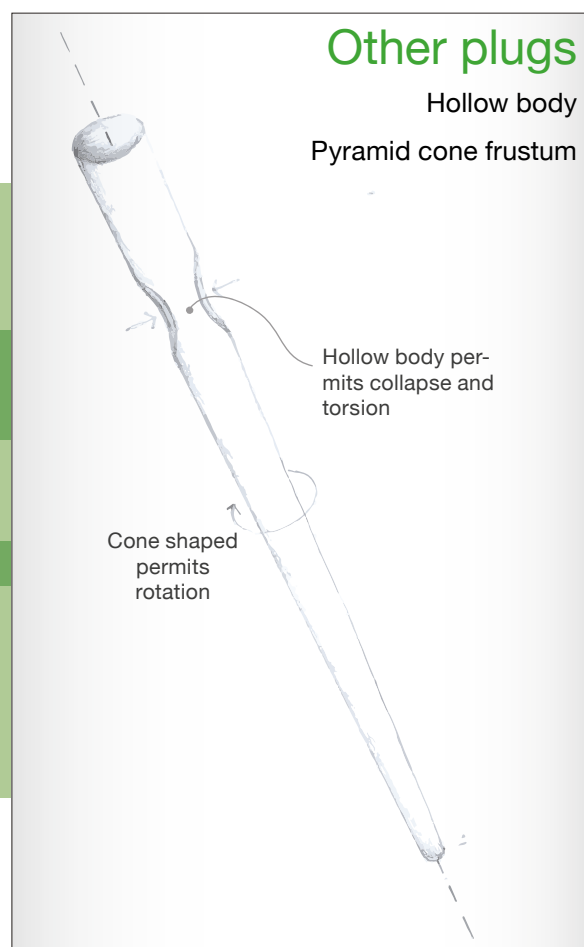 Other plugs
Hollow body
Pyramid cone frustum
Hollow body per-
mits collapse and
torsion
Cone shaped
permits
rotation